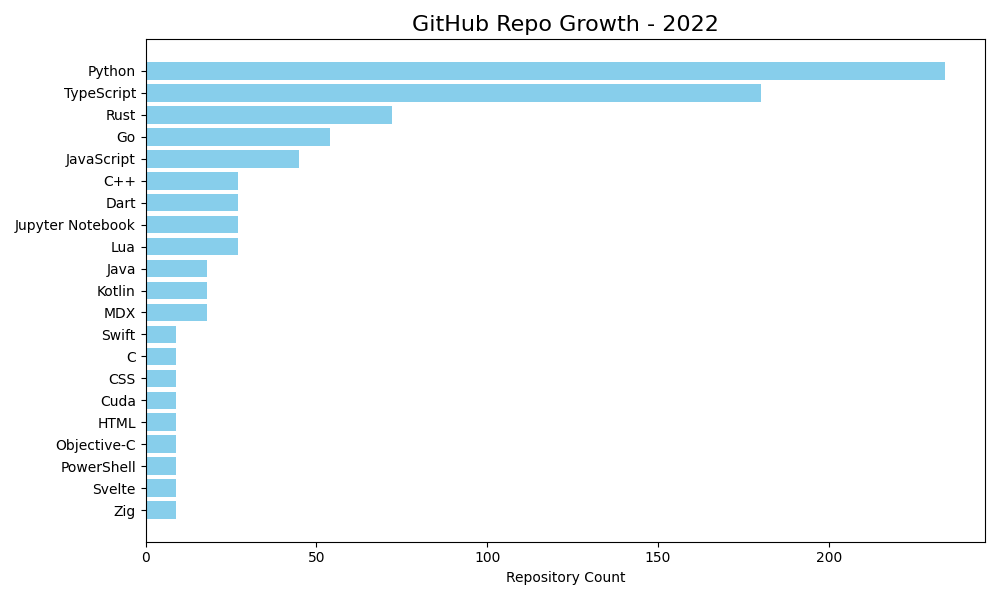 GitHub Repo Growth - 2022
Python
TypeScript
Rust
Go
JavaScript
C++
Dart
Jupyter Notebook
Lua
Java
Kotlin
MDX
Swift
C
CSS
Cuda
HTML
Objective-C
PowerShell
Svelte
Zig
0 50 100 150 200
Repository Count